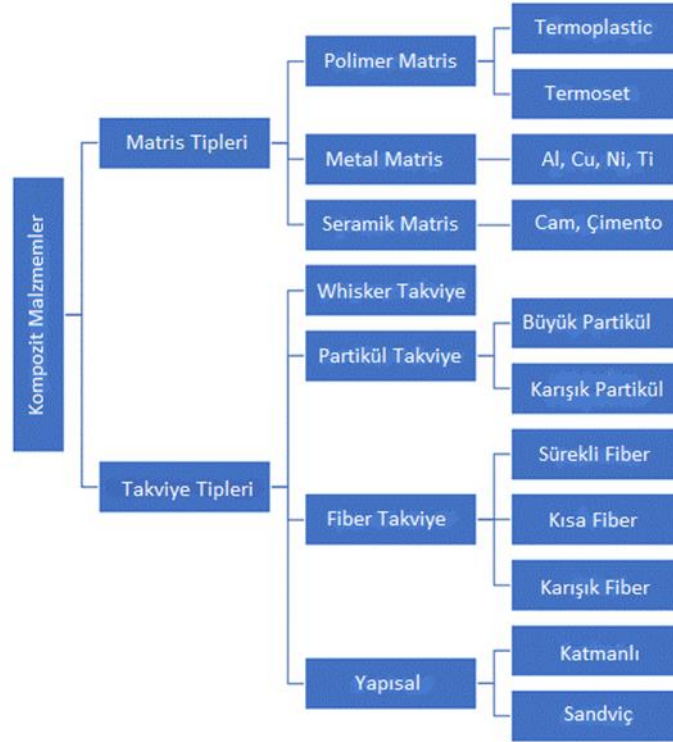 Kompozit Malzmemler
Matris Tipleri
Polimer Matris
Termoplastic
Termoset
Metal Matris
Al, Cu, Ni, Ti
Seramik Matris
Cam, Çimento
Takviye Tipleri
Whisker Takviye
Partikül Takviye
Büyük Partikül
Karışık Partikül
Fiber Takviye
Sürekli Fiber
Kısa Fiber
Karışık Fiber
Yapısal
Katmanlı
Sandviç